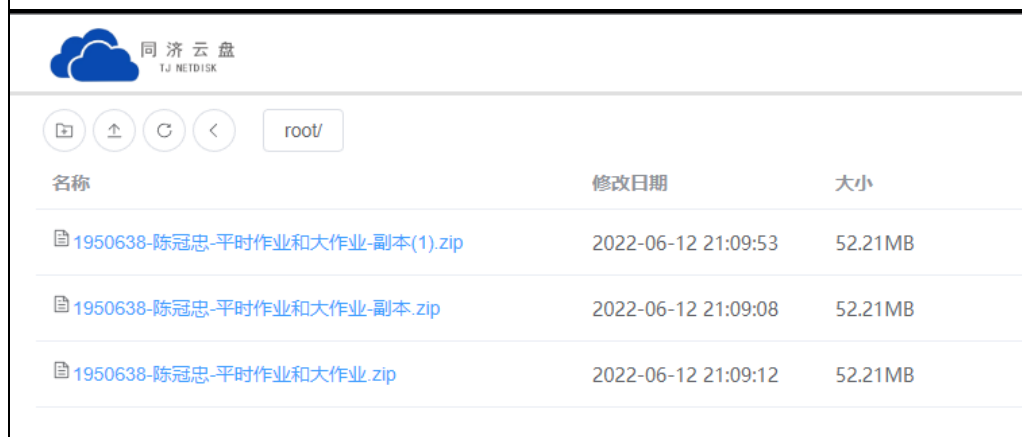 同济云盘
TJ NETDISK
root/
名称 修改日期 大小
1950638-陈冠忠-平时作业和大作业-副本(1).zip 2022-06-12 21:09:53 52.21MB
1950638-陈冠忠-平时作业和大作业-副本.zip 2022-06-12 21:09:08 52.21MB
1950638-陈冠忠-平时作业和大作业.zip 2022-06-12 21:09:12 52.21MB